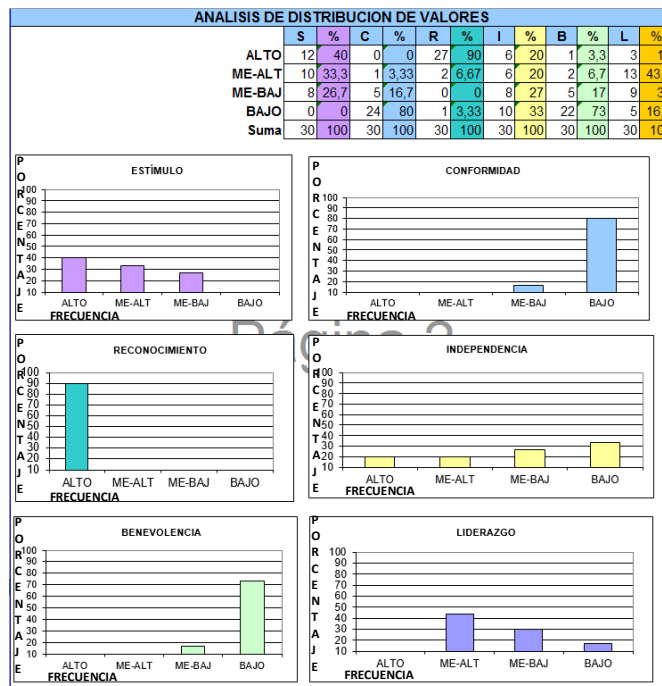 ANALISIS DE DISTRIBUCION DE VALORES
S % C % R % I % B % L %
ALTO 12 40 0 0 27 90 6 20 1 3,3 3 1
ME-ALT 10 33,3 1 3,33 2 6,67 6 20 2 6,7 13 43,
ME-BAJ 8 26,7 5 16,7 0 0 8 27 5 17 9 3
BAJO 0 0 24 80 1 3,33 10 33 22 73 5 16,
Suma 30 100 30 100 30 100 30 100 30 100 30 10
ESTÍMULO
PORCENTAJE
100
90
80
70
60
50
40
30
20
10
ALTO ME-ALT ME-BAJ BAJO
FRECUENCIA
CONFORMIDAD
PORCENTAJE
100
90
80
70
60
50
40
30
20
10
ALTO ME-ALT ME-BAJ BAJO
FRECUENCIA
Página 2
RECONOCIMIENTO
PORCENTAJE
100
90
80
70
60
50
40
30
20
10
ALTO ME-ALT ME-BAJ BAJO
FRECUENCIA
INDEPENDENCIA
PORCENTAJE
100
90
80
70
60
50
40
30
20
10
ALTO ME-ALT ME-BAJ BAJO
FRECUENCIA
BENEVOLENCIA
PORCENTAJE
100
90
80
70
60
50
40
30
20
10
ALTO ME-ALT ME-BAJ BAJO
FRECUENCIA
LIDERAZGO
PORCENTAJE
100
90
80
70
60
50
40
30
20
10
ALTO ME-ALT ME-BAJ BAJO
FRECUENCIA